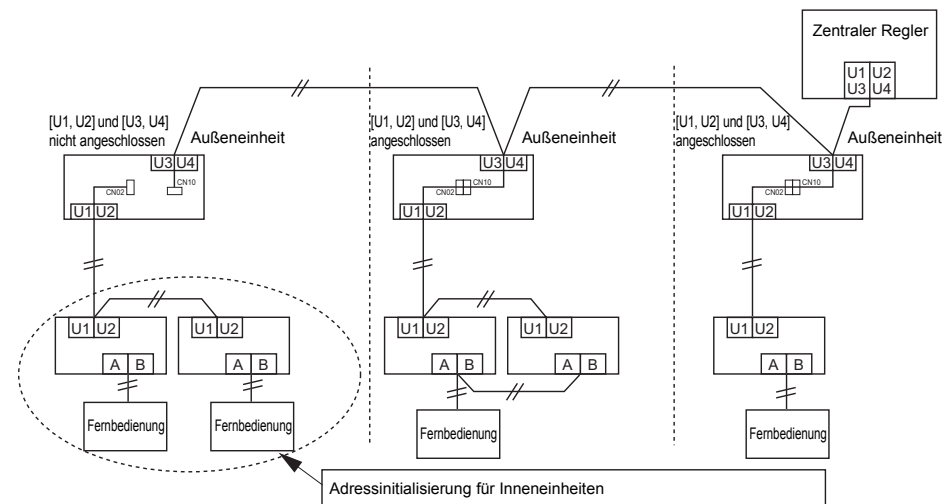 Zentraler Regler
U1 U2
U3 U4
[U1, U2] und [U3, U4]
nicht angeschlossen
Außeneinheit
U3 U4
CN02
CN10
U1 U2
[U1, U2] und [U3, U4]
angeschlossen
Außeneinheit
U3 U4
CN02
CN10
U1 U2
[U1, U2] und [U3, U4]
angeschlossen
Außeneinheit
U3 U4
CN02
CN10
U1 U2
U1 U2
A B
Fernbedienung
U1 U2
A B
Fernbedienung
U1 U2
A B
Fernbedienung
U1 U2
A B
U1 U2
A B
Fernbedienung
Adressinitialisierung für Inneneinheiten